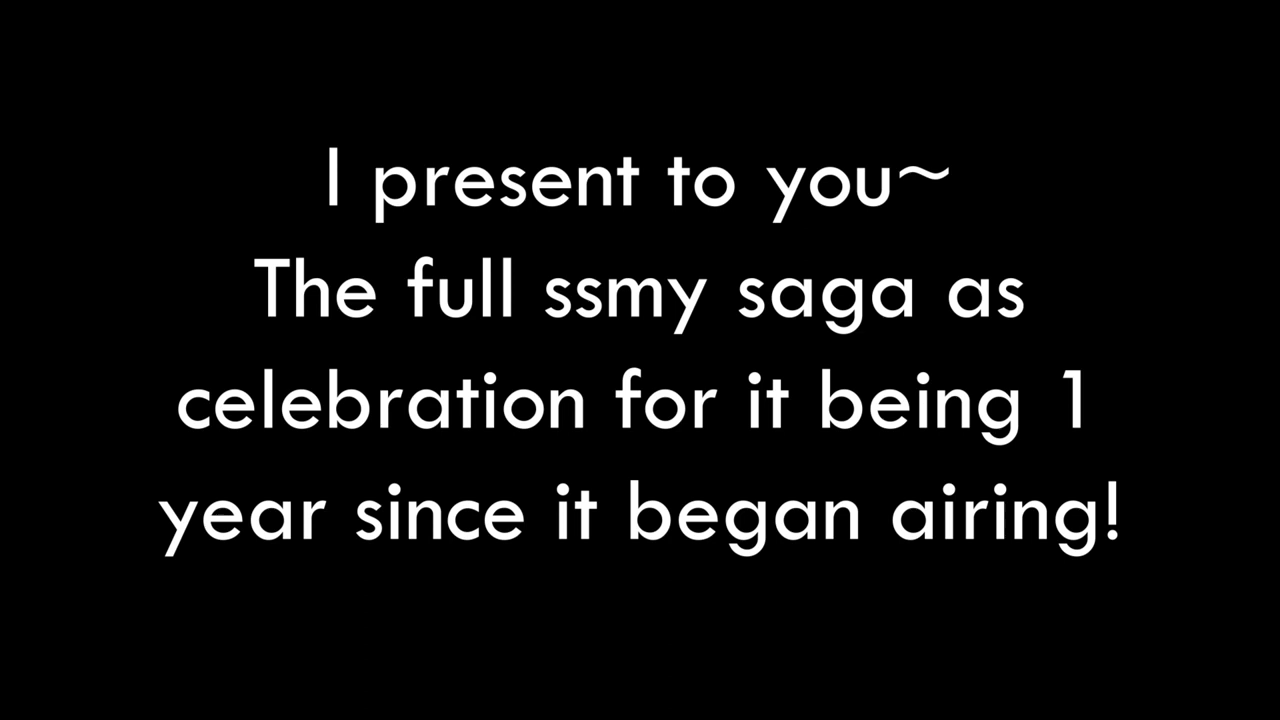 I present to you~
The full ssmy saga as
celebration for it being 1
year since it began airing!